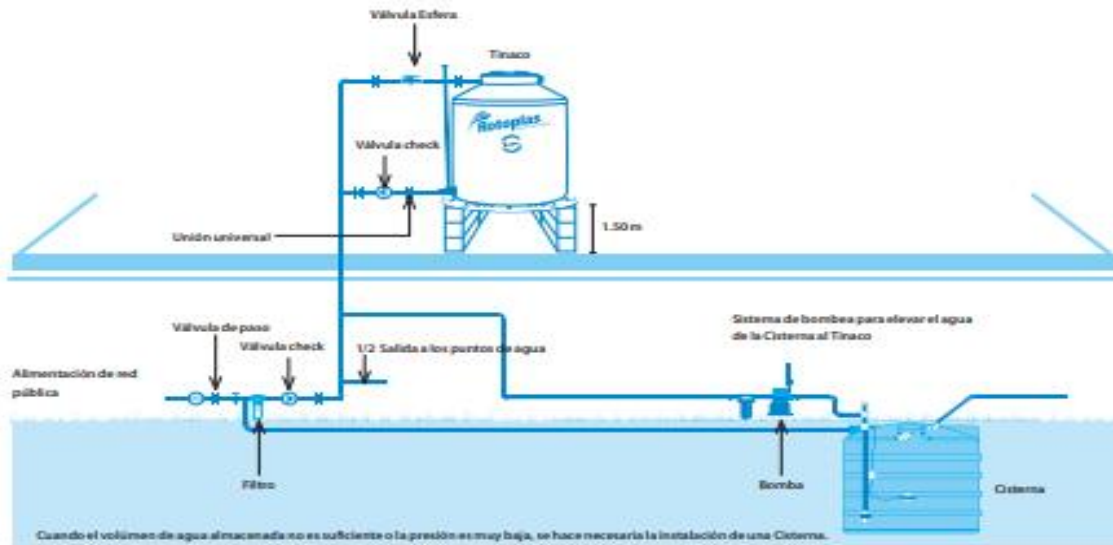 Válvula Esfera
Tinaco
Rotoplas
Válvula check
Unión universal
1.50 m
Válvula de paso
Válvula check
1/2 Salida a los puntos de agua
Sistema de bombea para elevar el agua
de la Cisterna al Tinaco
Alimentación de red
pública
Filtro
Bomba
Cisterna
Cuando el volúmen de agua almacenada no es suficiente o la presión es muy baja, se hace necesaria la instalación de una Cisterna.